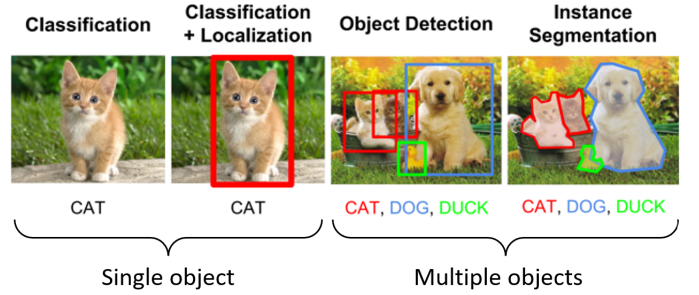 Classification
Classification
+ Localization
Object Detection
Instance
Segmentation
CAT
CAT
CAT, DOG, DUCK
CAT, DOG, DUCK
Single object
Multiple objects